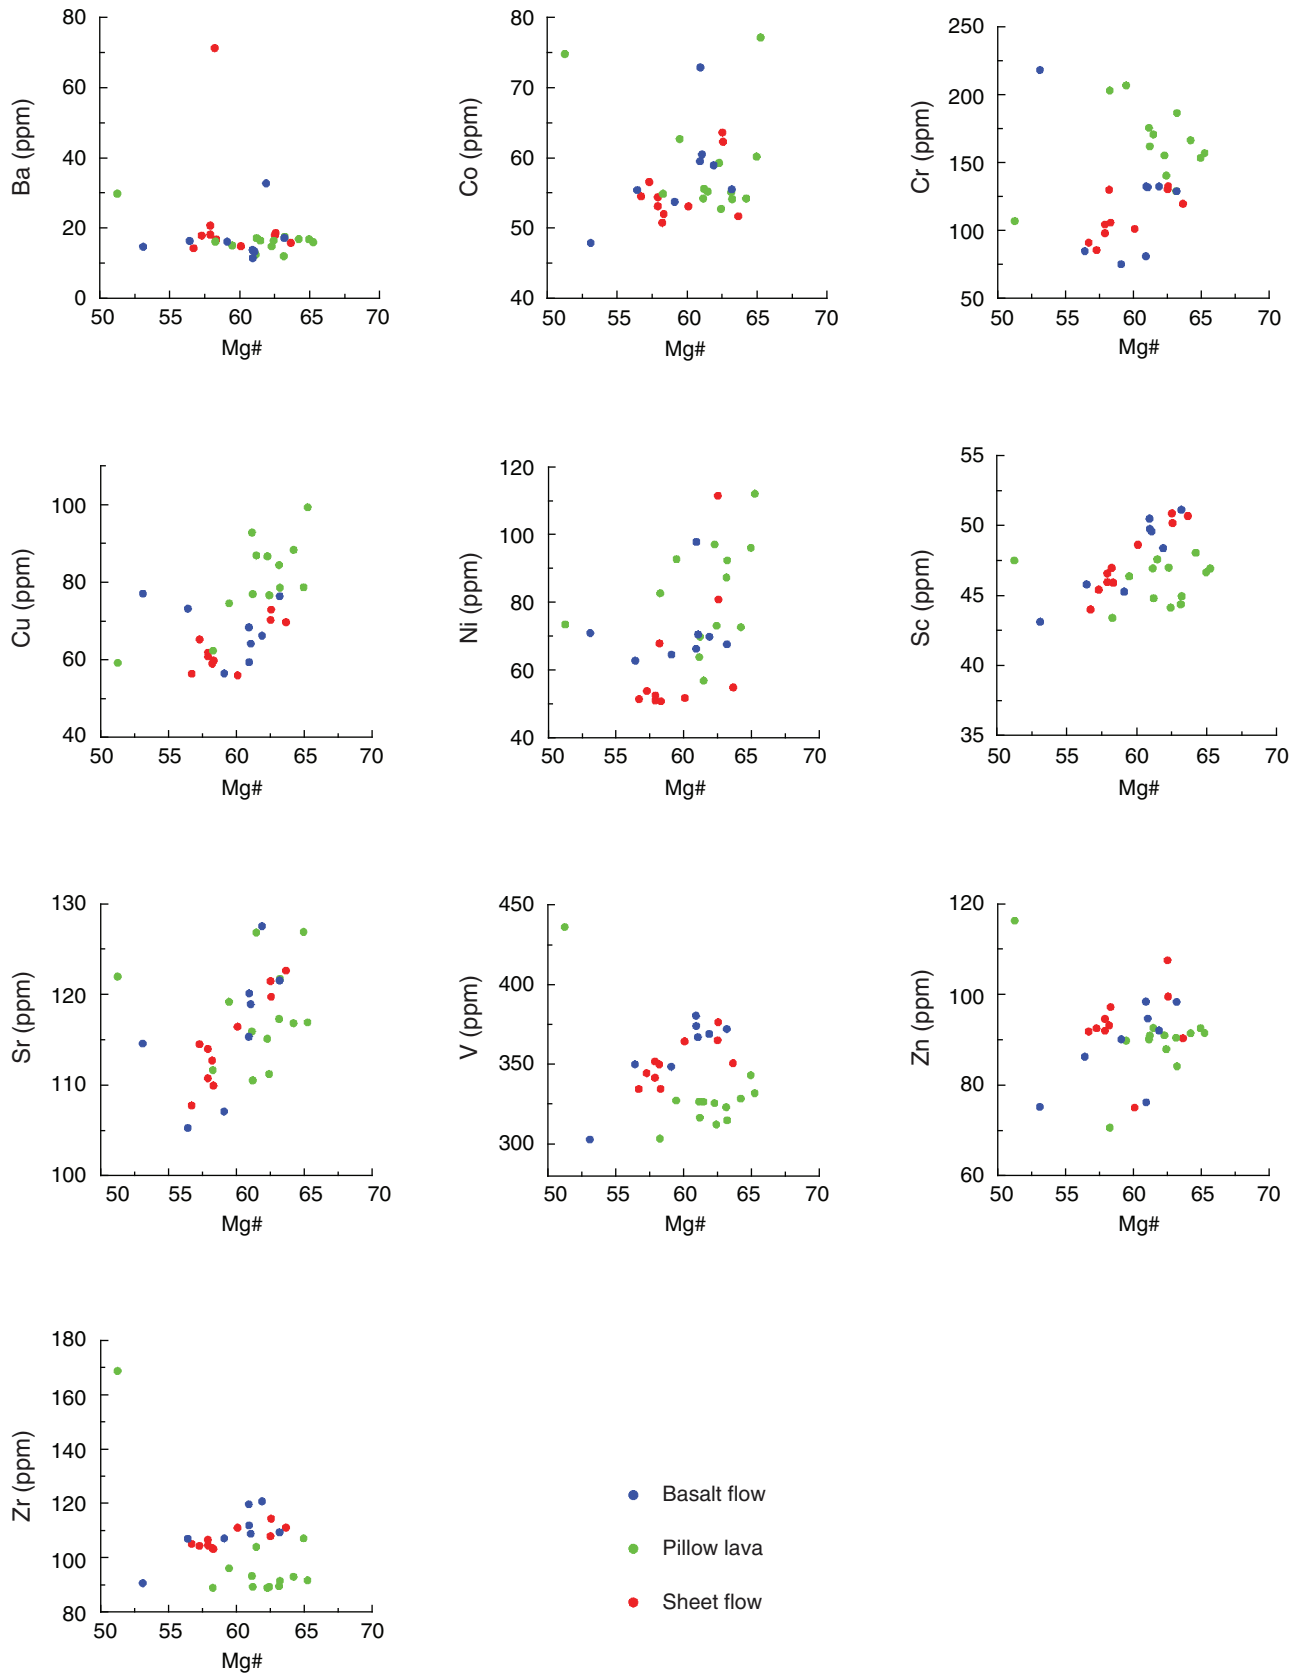 80
60
40
20
0
Ba (ppm)
50 55 60 65 70
Mg#
80
70
60
50
40
Co (ppm)
50 55 60 65 70
Mg#
250
200
150
100
50
Cr (ppm)
50 55 60 65 70
Mg#
100
80
60
40
Cu (ppm)
50 55 60 65 70
Mg#
120
100
80
60
40
Ni (ppm)
50 55 60 65 70
Mg#
55
50
45
40
35
Sc (ppm)
50 55 60 65 70
Mg#
130
120
110
100
Sr (ppm)
50 55 60 65 70
Mg#
450
400
350
300
V (ppm)
50 55 60 65 70
Mg#
120
100
80
60
Zn (ppm)
50 55 60 65 70
Mg#
180
160
140
120
100
80
Zr (ppm)
50 55 60 65 70
Mg#
Basalt flow
Pillow lava
Sheet flow